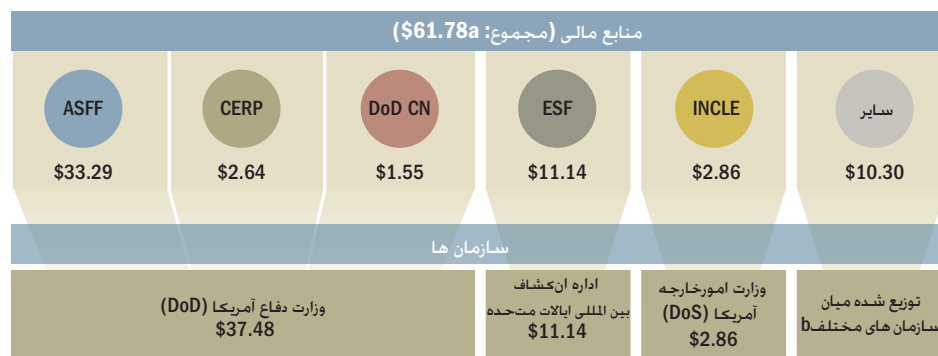 منابع مالی (مجموع: $61.78a)
ASFF
CERP
DoD CN
ESF
INCLE
سایر
$33.29
$2.64
$1.55
$11.14
$2.86
$10.30
سازمان ها
وزارت دفاع آمریکا (DoD)
$37.48
اداره انکشاف
بین المللی ایالات متحده
$11.14
وزارت امورخارجه
آمریکا (DoS)
$2.86
توزیع شده میان
سازمان های مختلفb